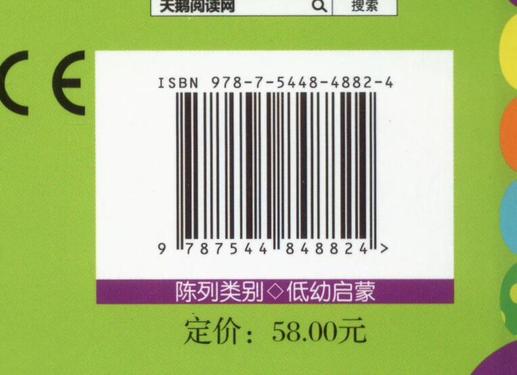 天鹅阅读网 搜索
CE
ISBN 978-7-5448-4882-4
9 787544 848824 >
陈列类别◇低幼启蒙
定价：58.00元